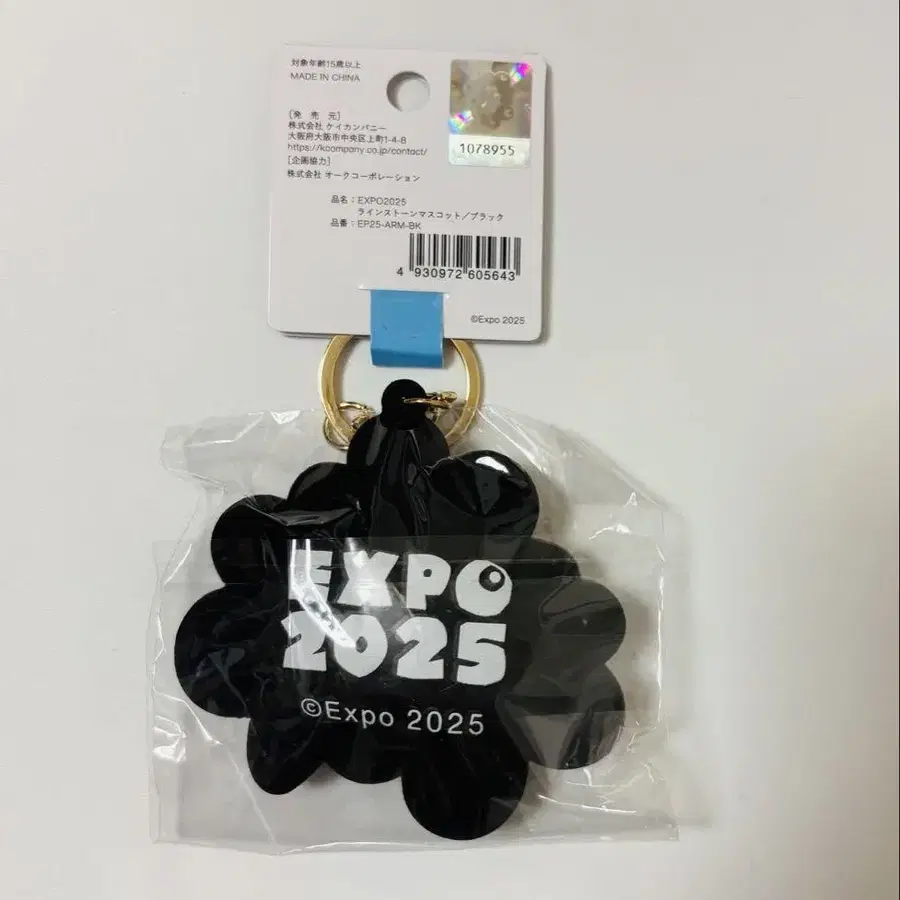 対象年齢15歳以上
MADE IN CHINA
[発 売 元]
株式会社 ケイカンパニー
大阪府大阪市中央区上町1-4-8
https://kcompany.co.jp/contact/
[企画協力]
株式会社 オークコーポレーション
1078955
品名：EXPO2025
ラインストーンマスコット／ブラック
品番：EP25-ARM-BK
4 930972 605643
©Expo 2025
EXPO
2025
©Expo 2025